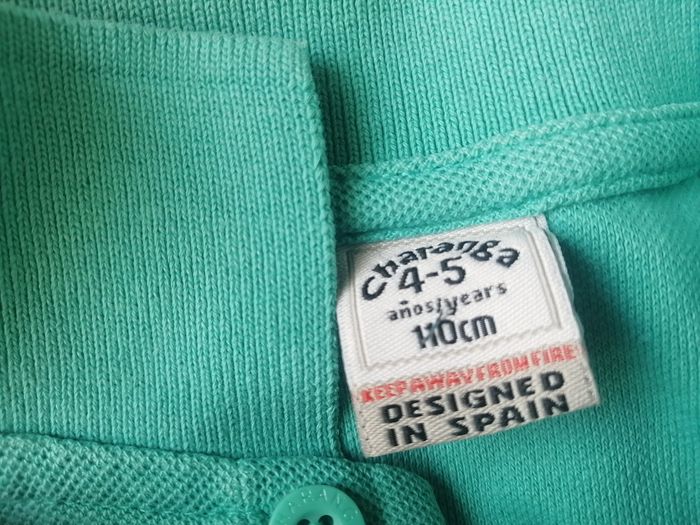 Charanga
4-5
años/years
110cm
KEEP AWAY FROM FIRE
DESIGNED
IN SPAIN